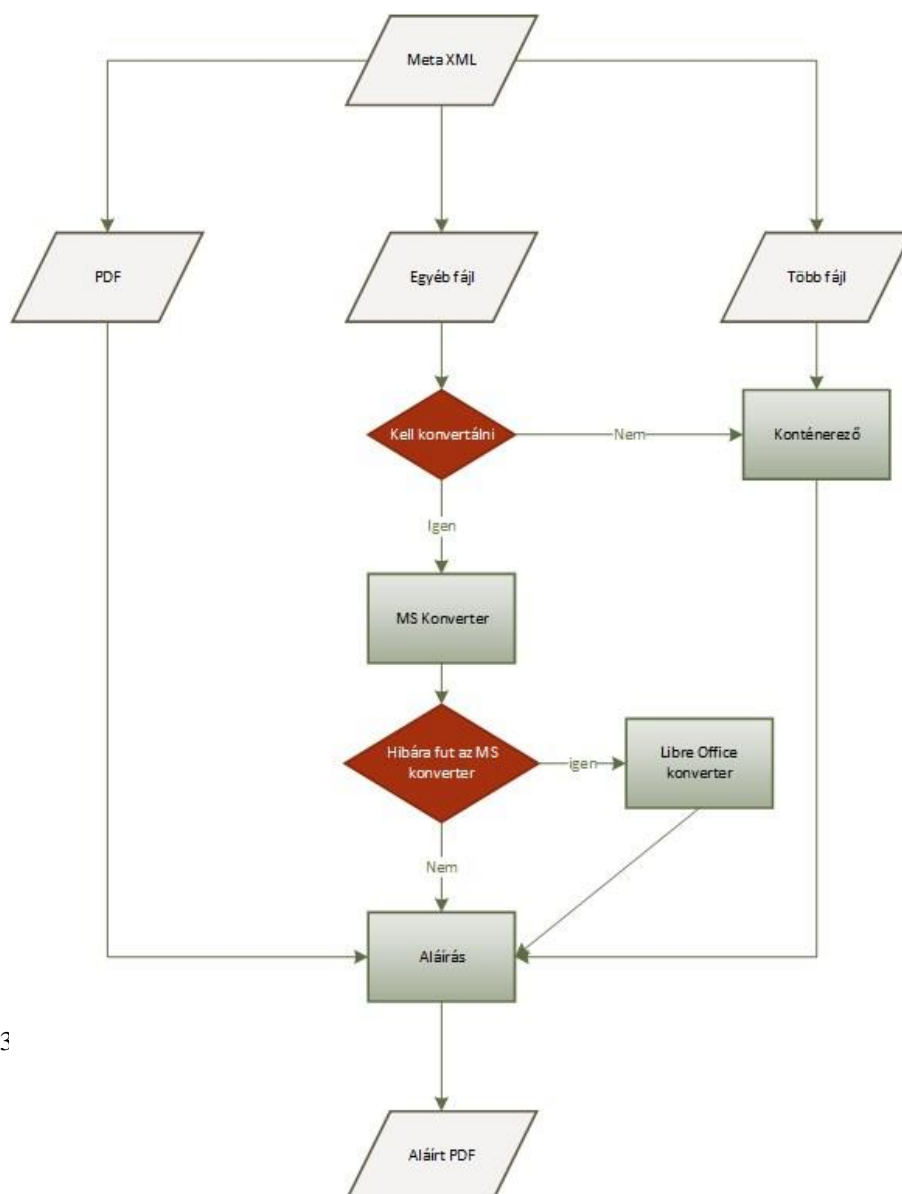 Meta XML
PDF
Egyéb fájl
Több fájl
Kell konvertálni
Nem
Konténerező
Igen
MS Konverter
Hibára fut az MS
konverter
igen
Libre Office
konverter
Nem
Aláírás
Aláírt PDF